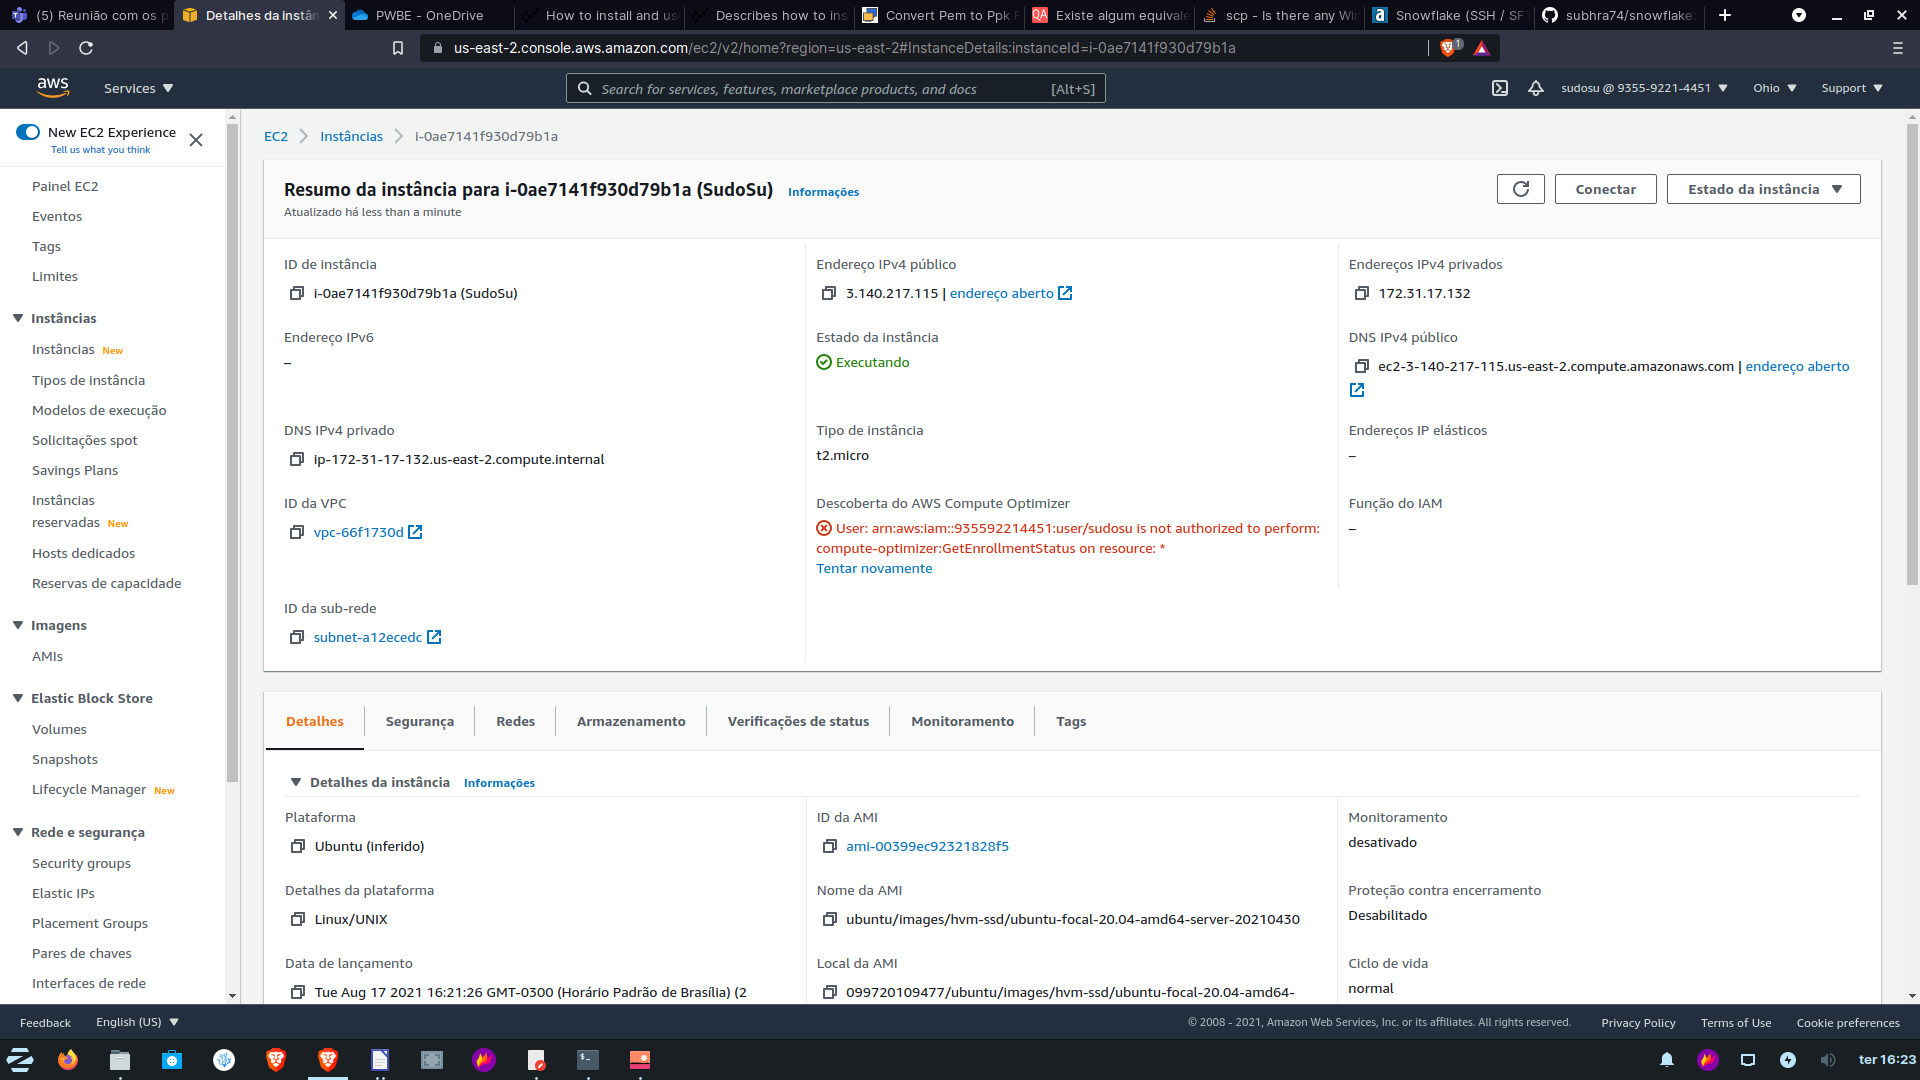 (5) Reunião com os p
Detalhes da instân
PWBE - OneDrive
How to install and us
Describes how to ins
Convert Pem to Ppk F
Existe algum equivale
scp - Is there any Win
Snowflake (SSH / SF
subhra74/snowflake:
us-east-2.console.aws.amazon.com/ec2/v2/home?region=us-east-2#InstanceDetails:instanceId=i-0ae7141f930d79b1a
1
aws
Services
Search for services, features, marketplace products, and docs
[Alt+S]
sudosu @ 9355-9221-4451
Ohio
Support
New EC2 Experience
Tell us what you think
Painel EC2
Eventos
Tags
Limites
Instâncias
Instâncias New
Tipos de instância
Modelos de execução
Solicitações spot
Savings Plans
Instâncias
reservadas New
Hosts dedicados
Reservas de capacidade
Imagens
AMIs
Elastic Block Store
Volumes
Snapshots
Lifecycle Manager New
Rede e segurança
Security groups
Elastic IPs
Placement Groups
Pares de chaves
Interfaces de rede
EC2
Instâncias
i-0ae7141f930d79b1a
Resumo da instância para i-0ae7141f930d79b1a (SudoSu) Informações
Atualizado há less than a minute
Conectar
Estado da instância
ID de instância
i-0ae7141f930d79b1a (SudoSu)
Endereço IPv4 público
3.140.217.115 | endereço aberto
Endereços IPv4 privados
172.31.17.132
Endereço IPv6
–
Estado da instância
Executando
DNS IPv4 público
ec2-3-140-217-115.us-east-2.compute.amazonaws.com | endereço aberto
DNS IPv4 privado
ip-172-31-17-132.us-east-2.compute.internal
Tipo de instância
t2.micro
Endereços IP elásticos
–
ID da VPC
vpc-66f1730d
Descoberta do AWS Compute Optimizer
User: arn:aws:iam::935592214451:user/sudosu is not authorized to perform:
compute-optimizer:GetEnrollmentStatus on resource: *
Tentar novamente
Função do IAM
–
ID da sub-rede
subnet-a12ecedc
Detalhes
Segurança
Redes
Armazenamento
Verificações de status
Monitoramento
Tags
Detalhes da instância Informações
Plataforma
Ubuntu (inferido)
ID da AMI
ami-00399ec92321828f5
Monitoramento
desativado
Detalhes da plataforma
Linux/UNIX
Nome da AMI
ubuntu/images/hvm-ssd/ubuntu-focal-20.04-amd64-server-20210430
Proteção contra encerramento
Desabilitado
Data de lançamento
Tue Aug 17 2021 16:21:26 GMT-0300 (Horário Padrão de Brasília) (2
Local da AMI
099720109477/ubuntu/images/hvm-ssd/ubuntu-focal-20.04-amd64-
Ciclo de vida
normal
Feedback
English (US)
© 2008 - 2021, Amazon Web Services, Inc. or its affiliates. All rights reserved.
Privacy Policy
Terms of Use
Cookie preferences
ter 16:23